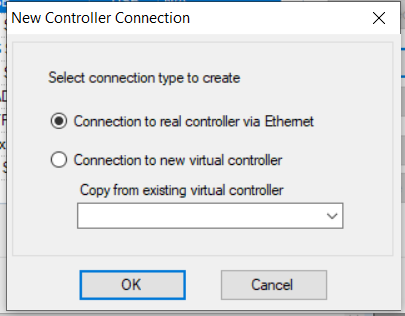 New Controller Connection
Select connection type to create
Connection to real controller via Ethernet
Connection to new virtual controller
Copy from existing virtual controller
OK
Cancel